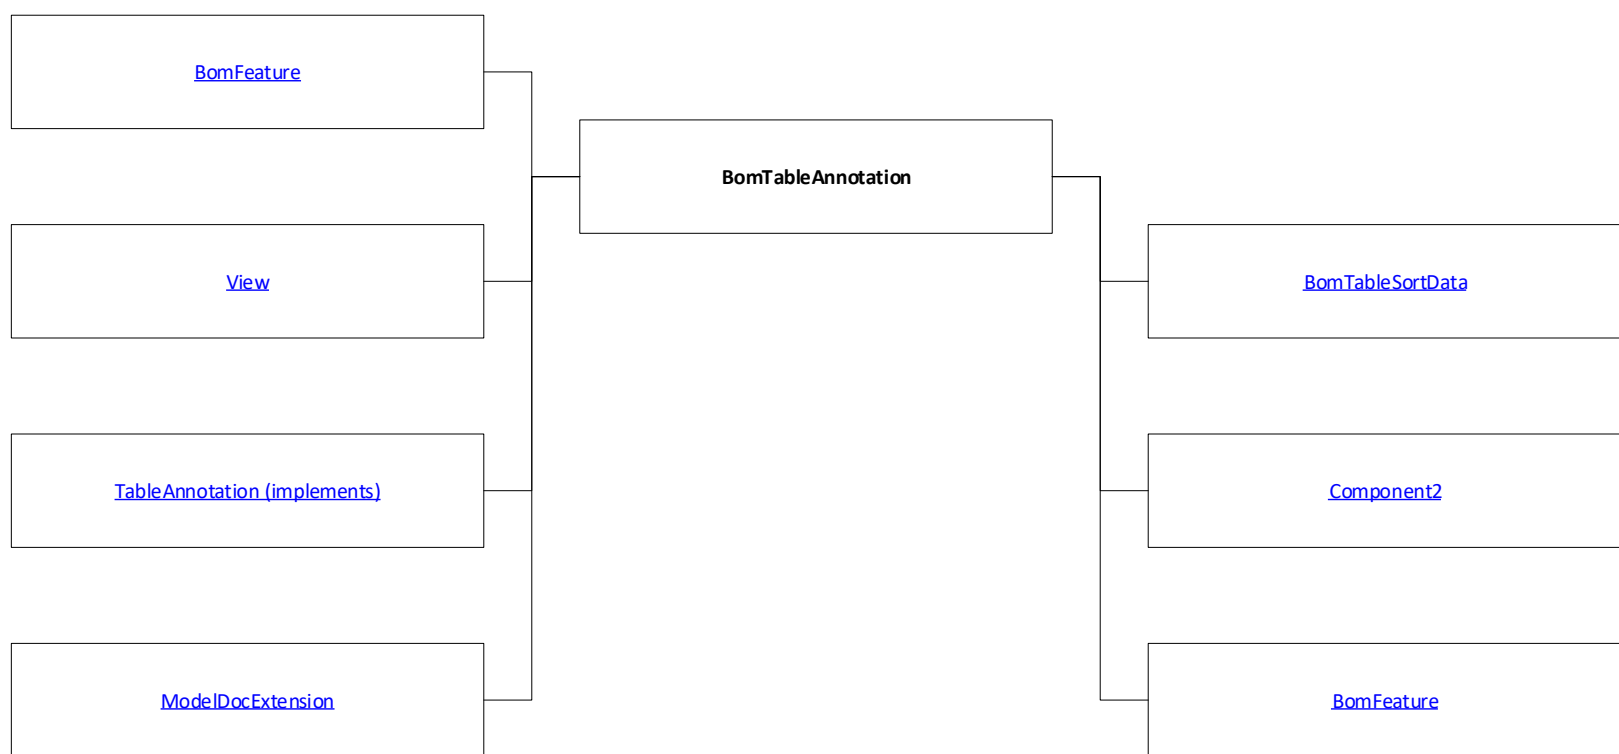 BomFeature
BomTableAnnotation
View
BomTableSortData
TableAnnotation (implements)
Component2
ModelDocExtension
BomFeature